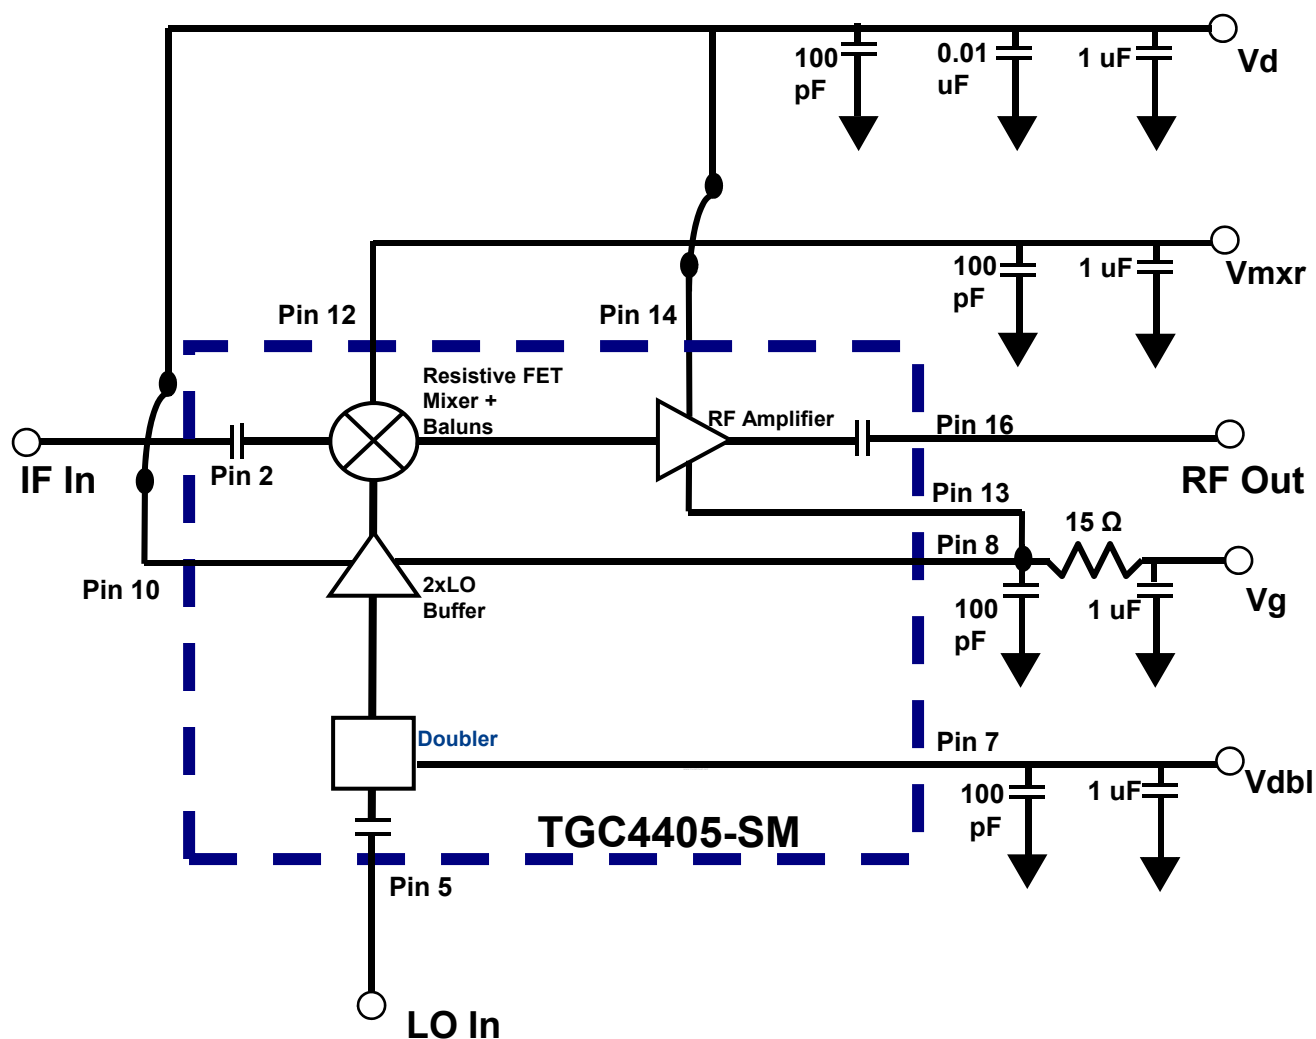 100
pF
0.01
uF
1 uF
Vd
100
pF
1 uF
Vmxr
Pin 12
Pin 14
Resistive FET
Mixer +
Baluns
RF Amplifier
Pin 16
IF In
Pin 2
RF Out
Pin 13
15 Ω
Pin 8
Pin 10
2xLO
Buffer
100
pF
1 uF
Vg
Doubler
Pin 7
100
pF
1 uF
Vdbl
TGC4405-SM
Pin 5
LO In